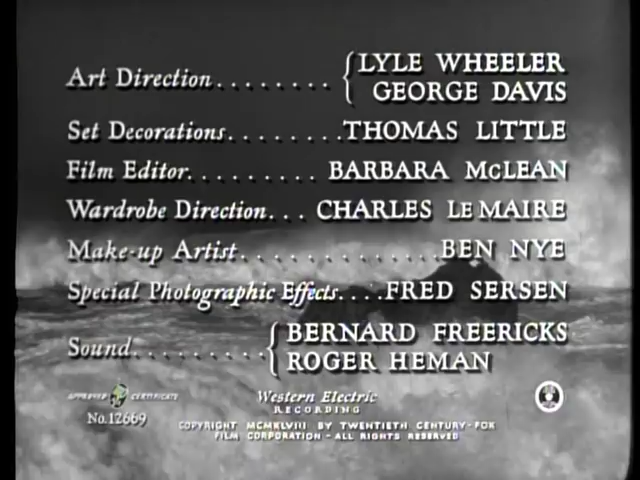 Art Direction........ { LYLE WHEELER
GEORGE DAVIS
Set Decorations........THOMAS LITTLE
Film Editor......... BARBARA McLEAN
Wardrobe Direction... CHARLES LE MAIRE
Make-up Artist..............BEN NYE
Special Photographic Effects....FRED SERSEN
Sound......... { BERNARD FREERICKS
ROGER HEMAN
APPROVED CERTIFICATE
No.12669
Western Electric
RECORDING
COPYRIGHT MCMXLVIII BY TWENTIETH CENTURY-FOX
FILM CORPORATION - ALL RIGHTS RESERVED